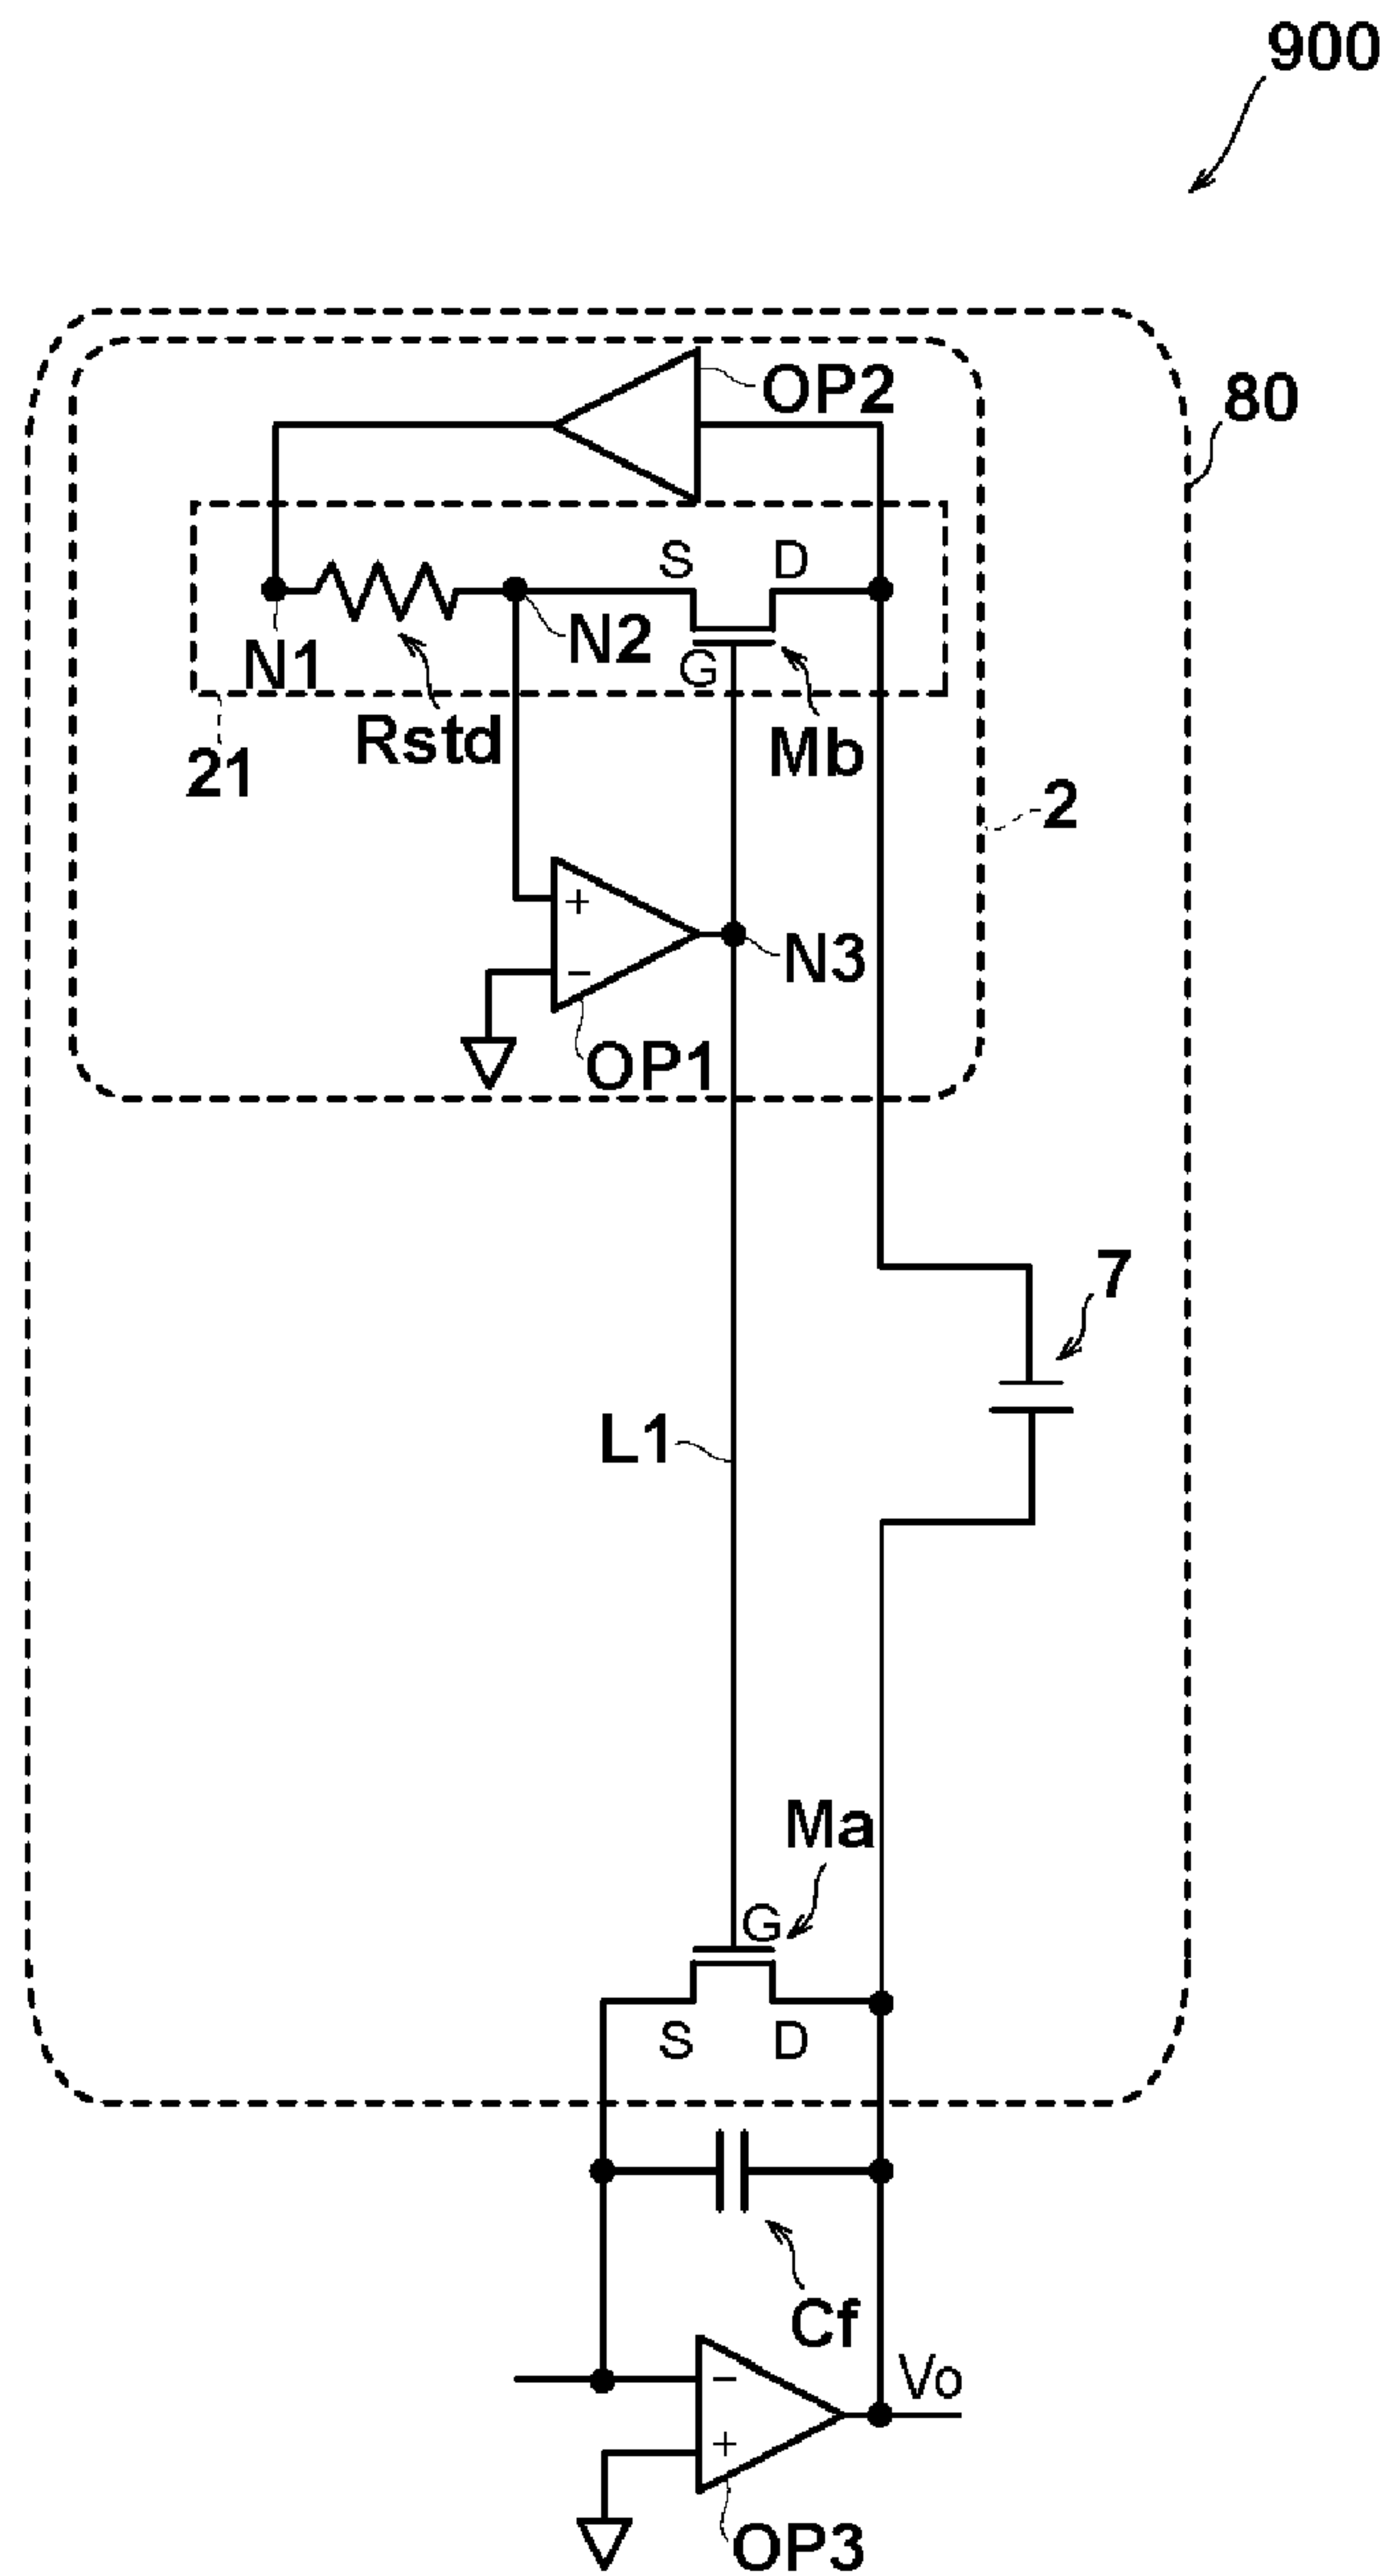 900
80
OP2
S D
N1
N2
G
Rstd
Mb
21
2
+
N3
−
OP1
7
L1
Ma
G
S D
Cf
Vo
−
+
OP3